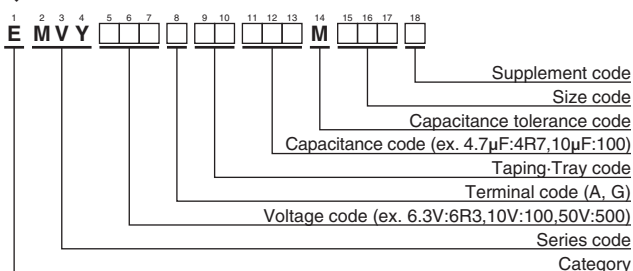 1 2 3 4 5 6 7 8 9 10 11 12 13 14 15 16 17 18
E MVY M
Supplement code
Size code
Capacitance tolerance code
Capacitance code (ex. 4.7µF:4R7,10µF:100)
Taping·Tray code
Terminal code (A, G)
Voltage code (ex. 6.3V:6R3,10V:100,50V:500)
Series code
Category